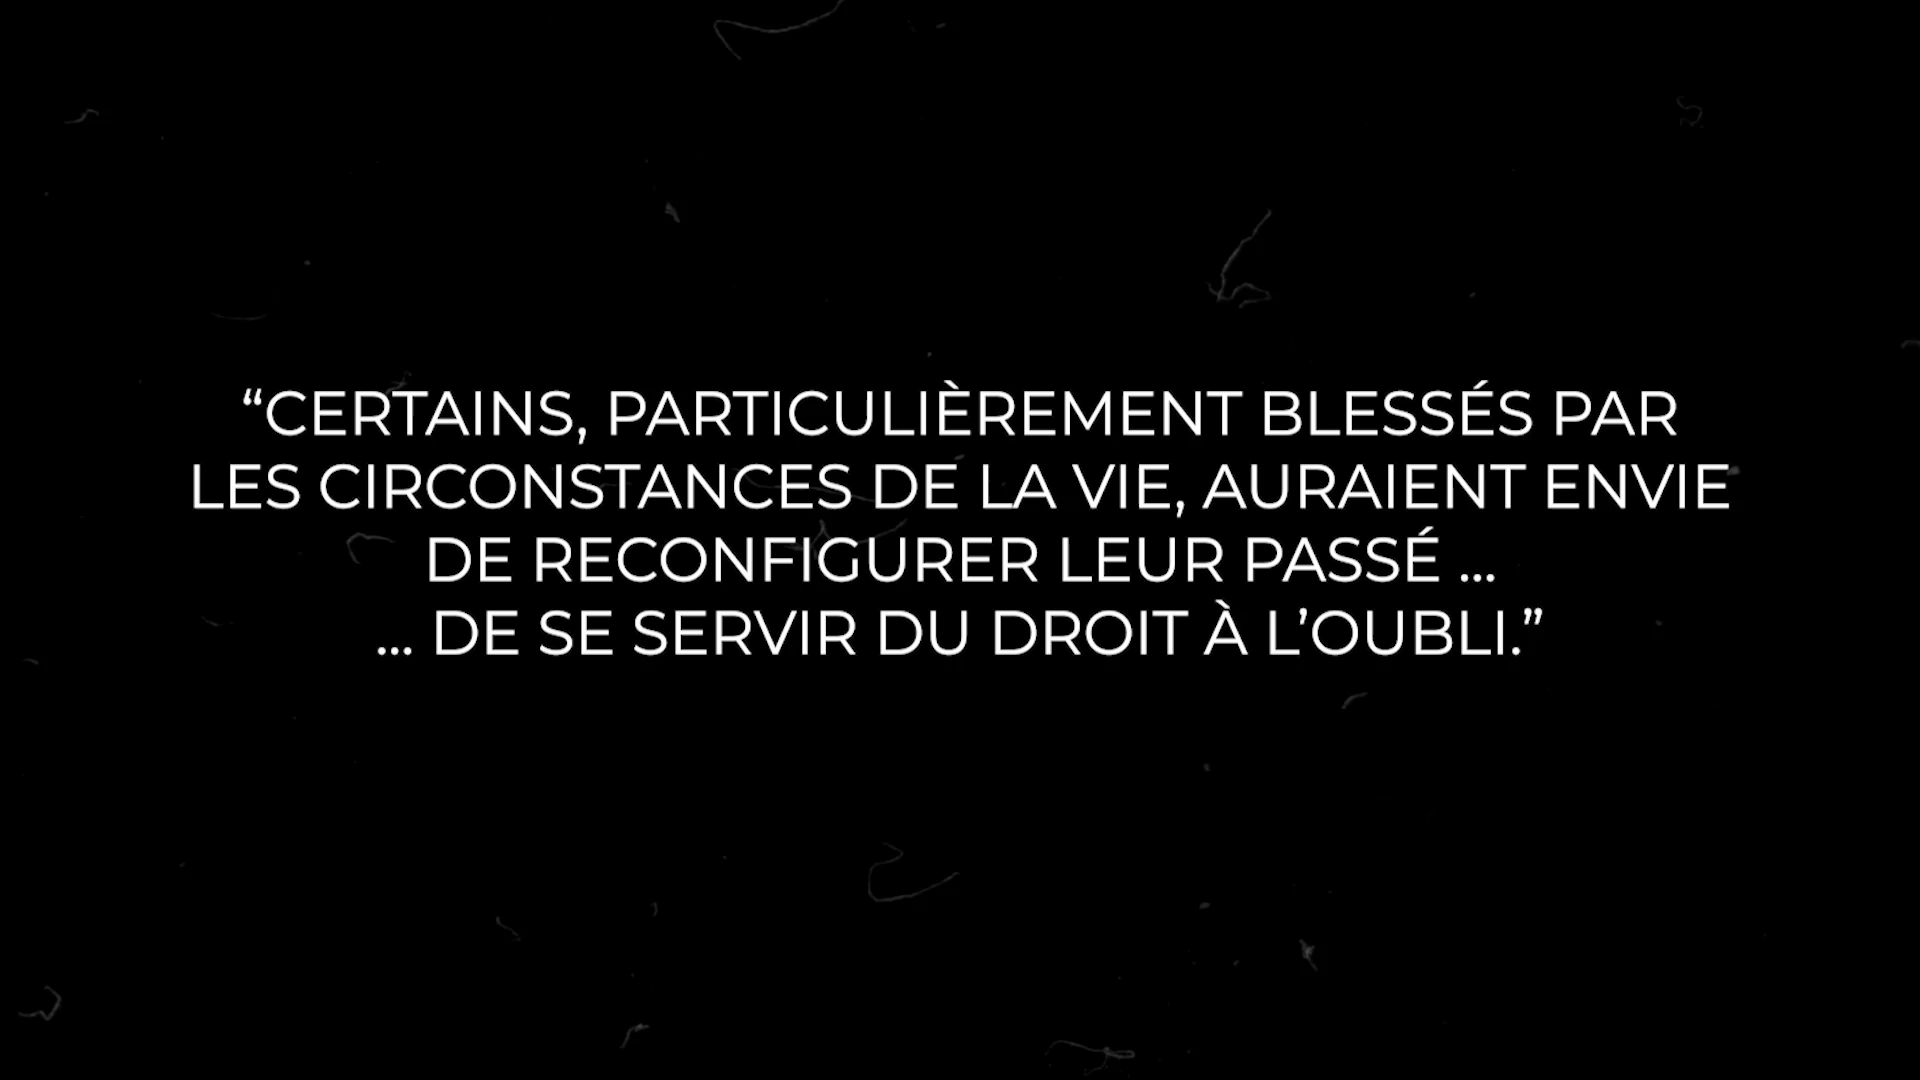 “CERTAINS, PARTICULIÈREMENT BLESSÉS PAR
LES CIRCONSTANCES DE LA VIE, AURAIENT ENVIE
DE RECONFIGURER LEUR PASSÉ ...
... DE SE SERVIR DU DROIT À L’OUBLI.”